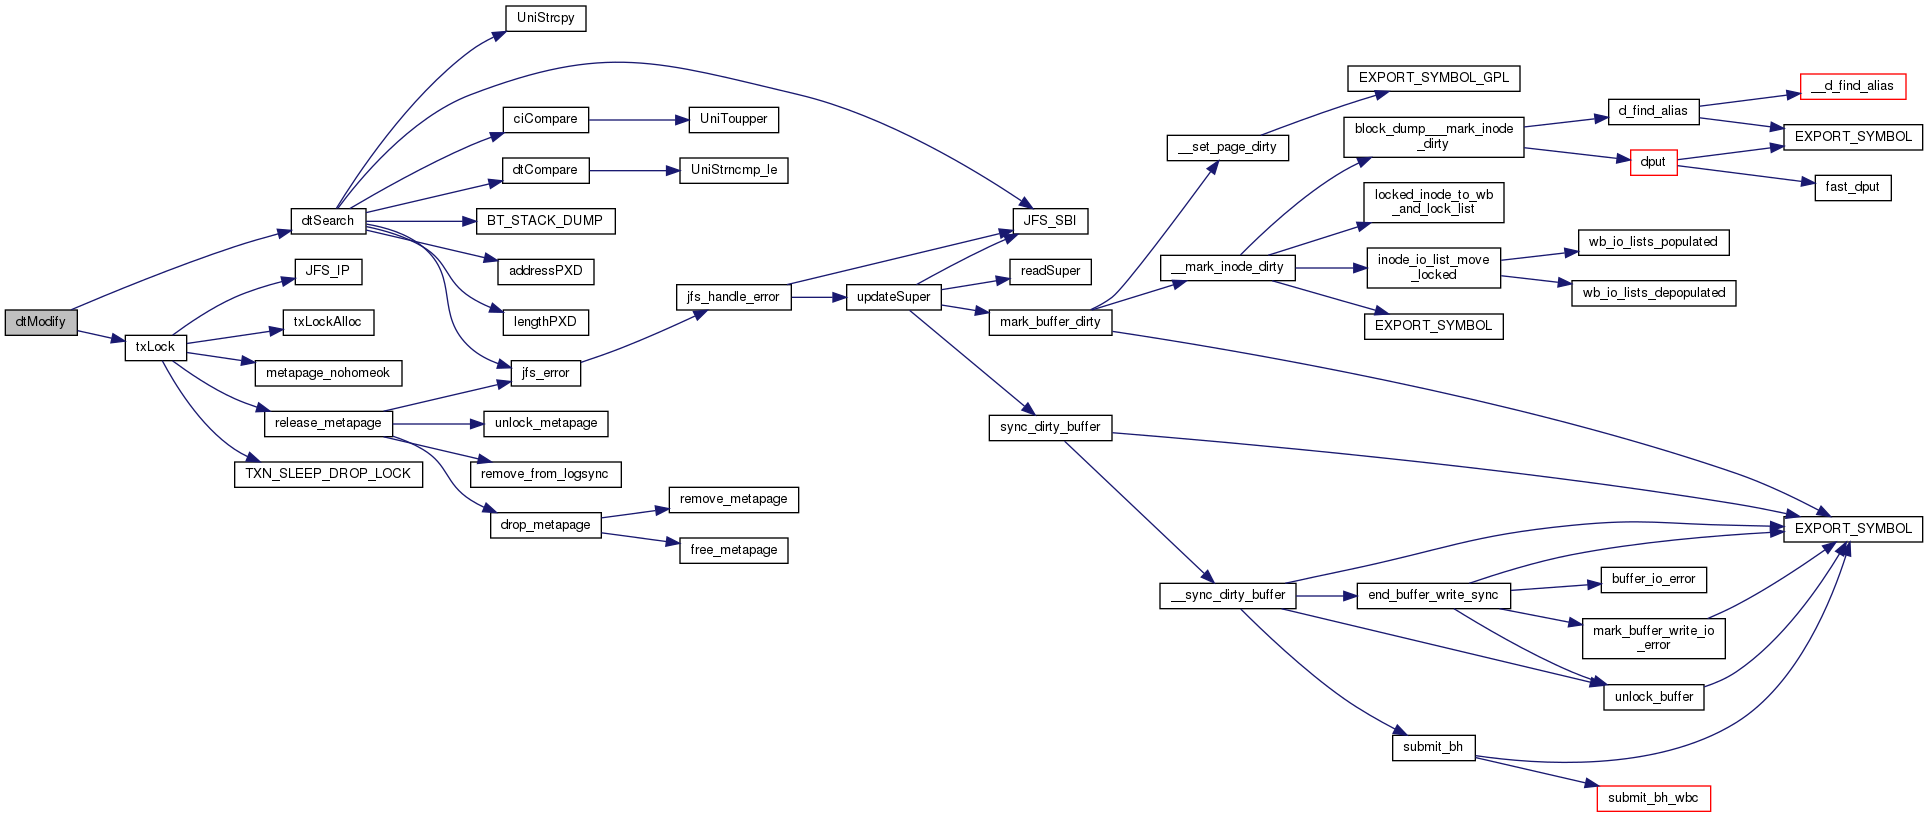 dtModify
dtSearch
txLock
UniStrcpy
ciCompare
dtCompare
BT_STACK_DUMP
addressPXD
lengthPXD
jfs_error
JFS_IP
txLockAlloc
metapage_nohomeok
release_metapage
TXN_SLEEP_DROP_LOCK
unlock_metapage
remove_from_logsync
drop_metapage
UniToupper
UniStrncmp_le
jfs_handle_error
remove_metapage
free_metapage
updateSuper
JFS_SBI
readSuper
mark_buffer_dirty
sync_dirty_buffer
__set_page_dirty
__mark_inode_dirty
__sync_dirty_buffer
EXPORT_SYMBOL_GPL
block_dump___mark_inode
_dirty
locked_inode_to_wb
_and_lock_list
inode_io_list_move
_locked
EXPORT_SYMBOL
end_buffer_write_sync
submit_bh
d_find_alias
dput
wb_io_lists_populated
wb_io_lists_depopulated
buffer_io_error
mark_buffer_write_io
_error
unlock_buffer
submit_bh_wbc
__d_find_alias
EXPORT_SYMBOL
fast_dput
EXPORT_SYMBOL